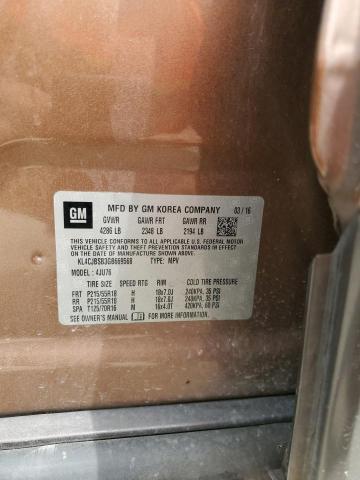 GM
MFD BY GM KOREA COMPANY 03/16
GVWR GAWR FRT GAWR RR
4286 LB 2348 LB 2194 LB
THIS VEHICLE CONFORMS TO ALL APPLICABLE U.S. FEDERAL MOTOR
VEHICLE SAFETY, BUMPER, AND THEFT PREVENTION STANDARDS IN EFFECT
ON THE DATE OF MANUFACTURE SHOWN ABOVE.
KL4CJBSB3GB669568 TYPE: MPV
MODEL: 4JU76
TIRE SIZE SPEED RTG RIM COLD TIRE PRESSURE
FRT P215/55R18 H 18x7.0J 240KPA, 35 PSI
RR P215/55R18 H 18x7.0J 240KPA, 35 PSI
SPA T125/70R16 M 16x4.0T 420KPA, 60 PSI
SEE OWNER'S MANUAL FOR MORE INFORMATION.